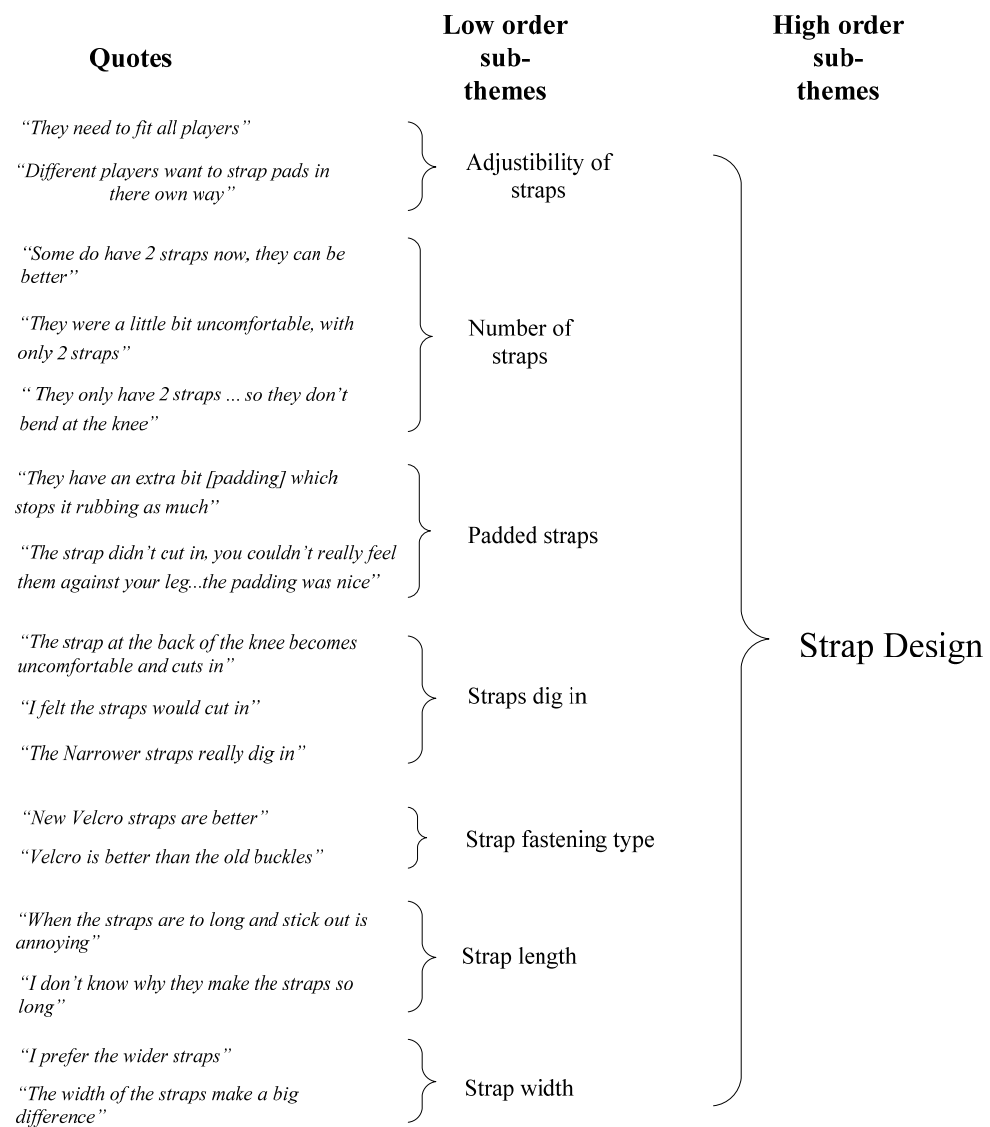 Quotes
Low order
sub-
themes
High order
sub-
themes
“They need to fit all players”
“Different players want to strap pads in
there own way”
Adjustibility of
straps
“Some do have 2 straps now, they can be
better”
“They were a little bit uncomfortable, with
only 2 straps”
“ They only have 2 straps ... so they don’t
bend at the knee”
Number of
straps
“They have an extra bit [padding] which
stops it rubbing as much”
“The strap didn’t cut in, you couldn’t really feel
them against your leg...the padding was nice”
Padded straps
“The strap at the back of the knee becomes
uncomfortable and cuts in”
“I felt the straps would cut in”
“The Narrower straps really dig in”
Straps dig in
“New Velcro straps are better”
“Velcro is better than the old buckles”
Strap fastening type
“When the straps are to long and stick out is
annoying”
“I don’t know why they make the straps so
long”
Strap length
“I prefer the wider straps”
“The width of the straps make a big
difference”
Strap width
Strap Design